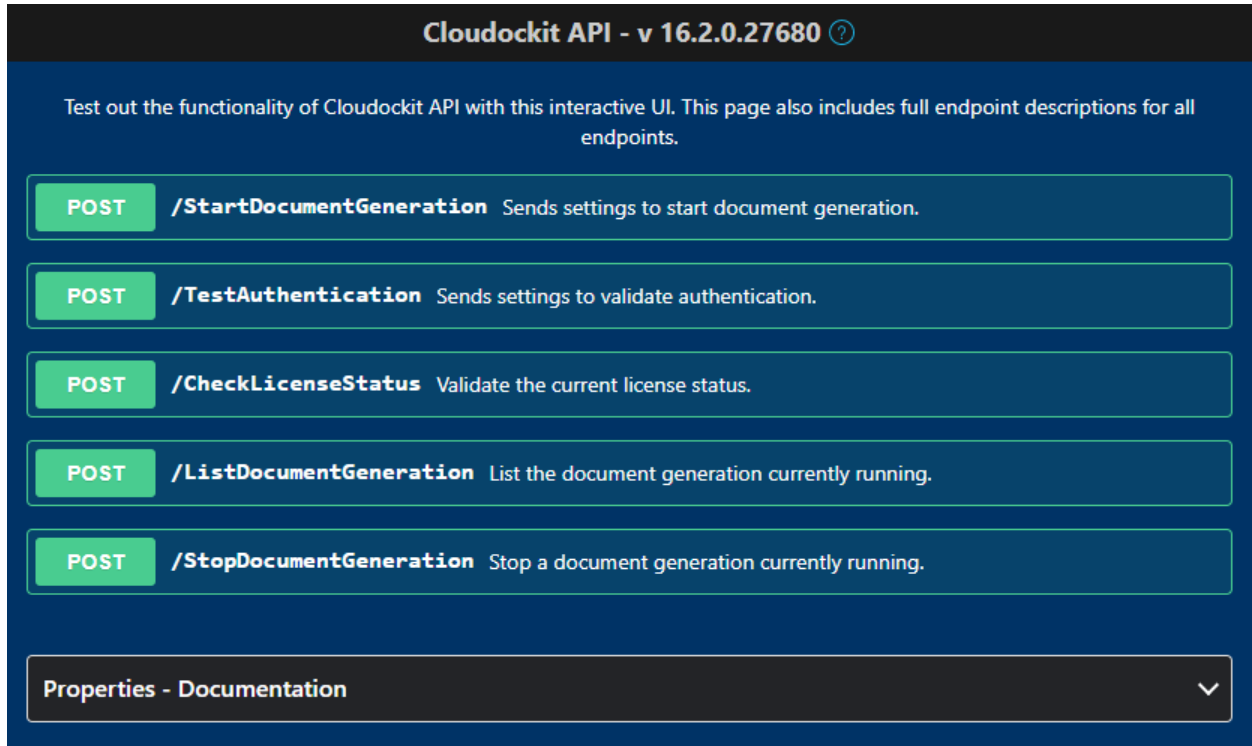 Cloudockit API - v 16.2.0.27680 ?
Test out the functionality of Cloudockit API with this interactive UI. This page also includes full endpoint descriptions for all
endpoints.
POST /StartDocumentGeneration Sends settings to start document generation.
POST /TestAuthentication Sends settings to validate authentication.
POST /CheckLicenseStatus Validate the current license status.
POST /ListDocumentGeneration List the document generation currently running.
POST /StopDocumentGeneration Stop a document generation currently running.
Properties - Documentation